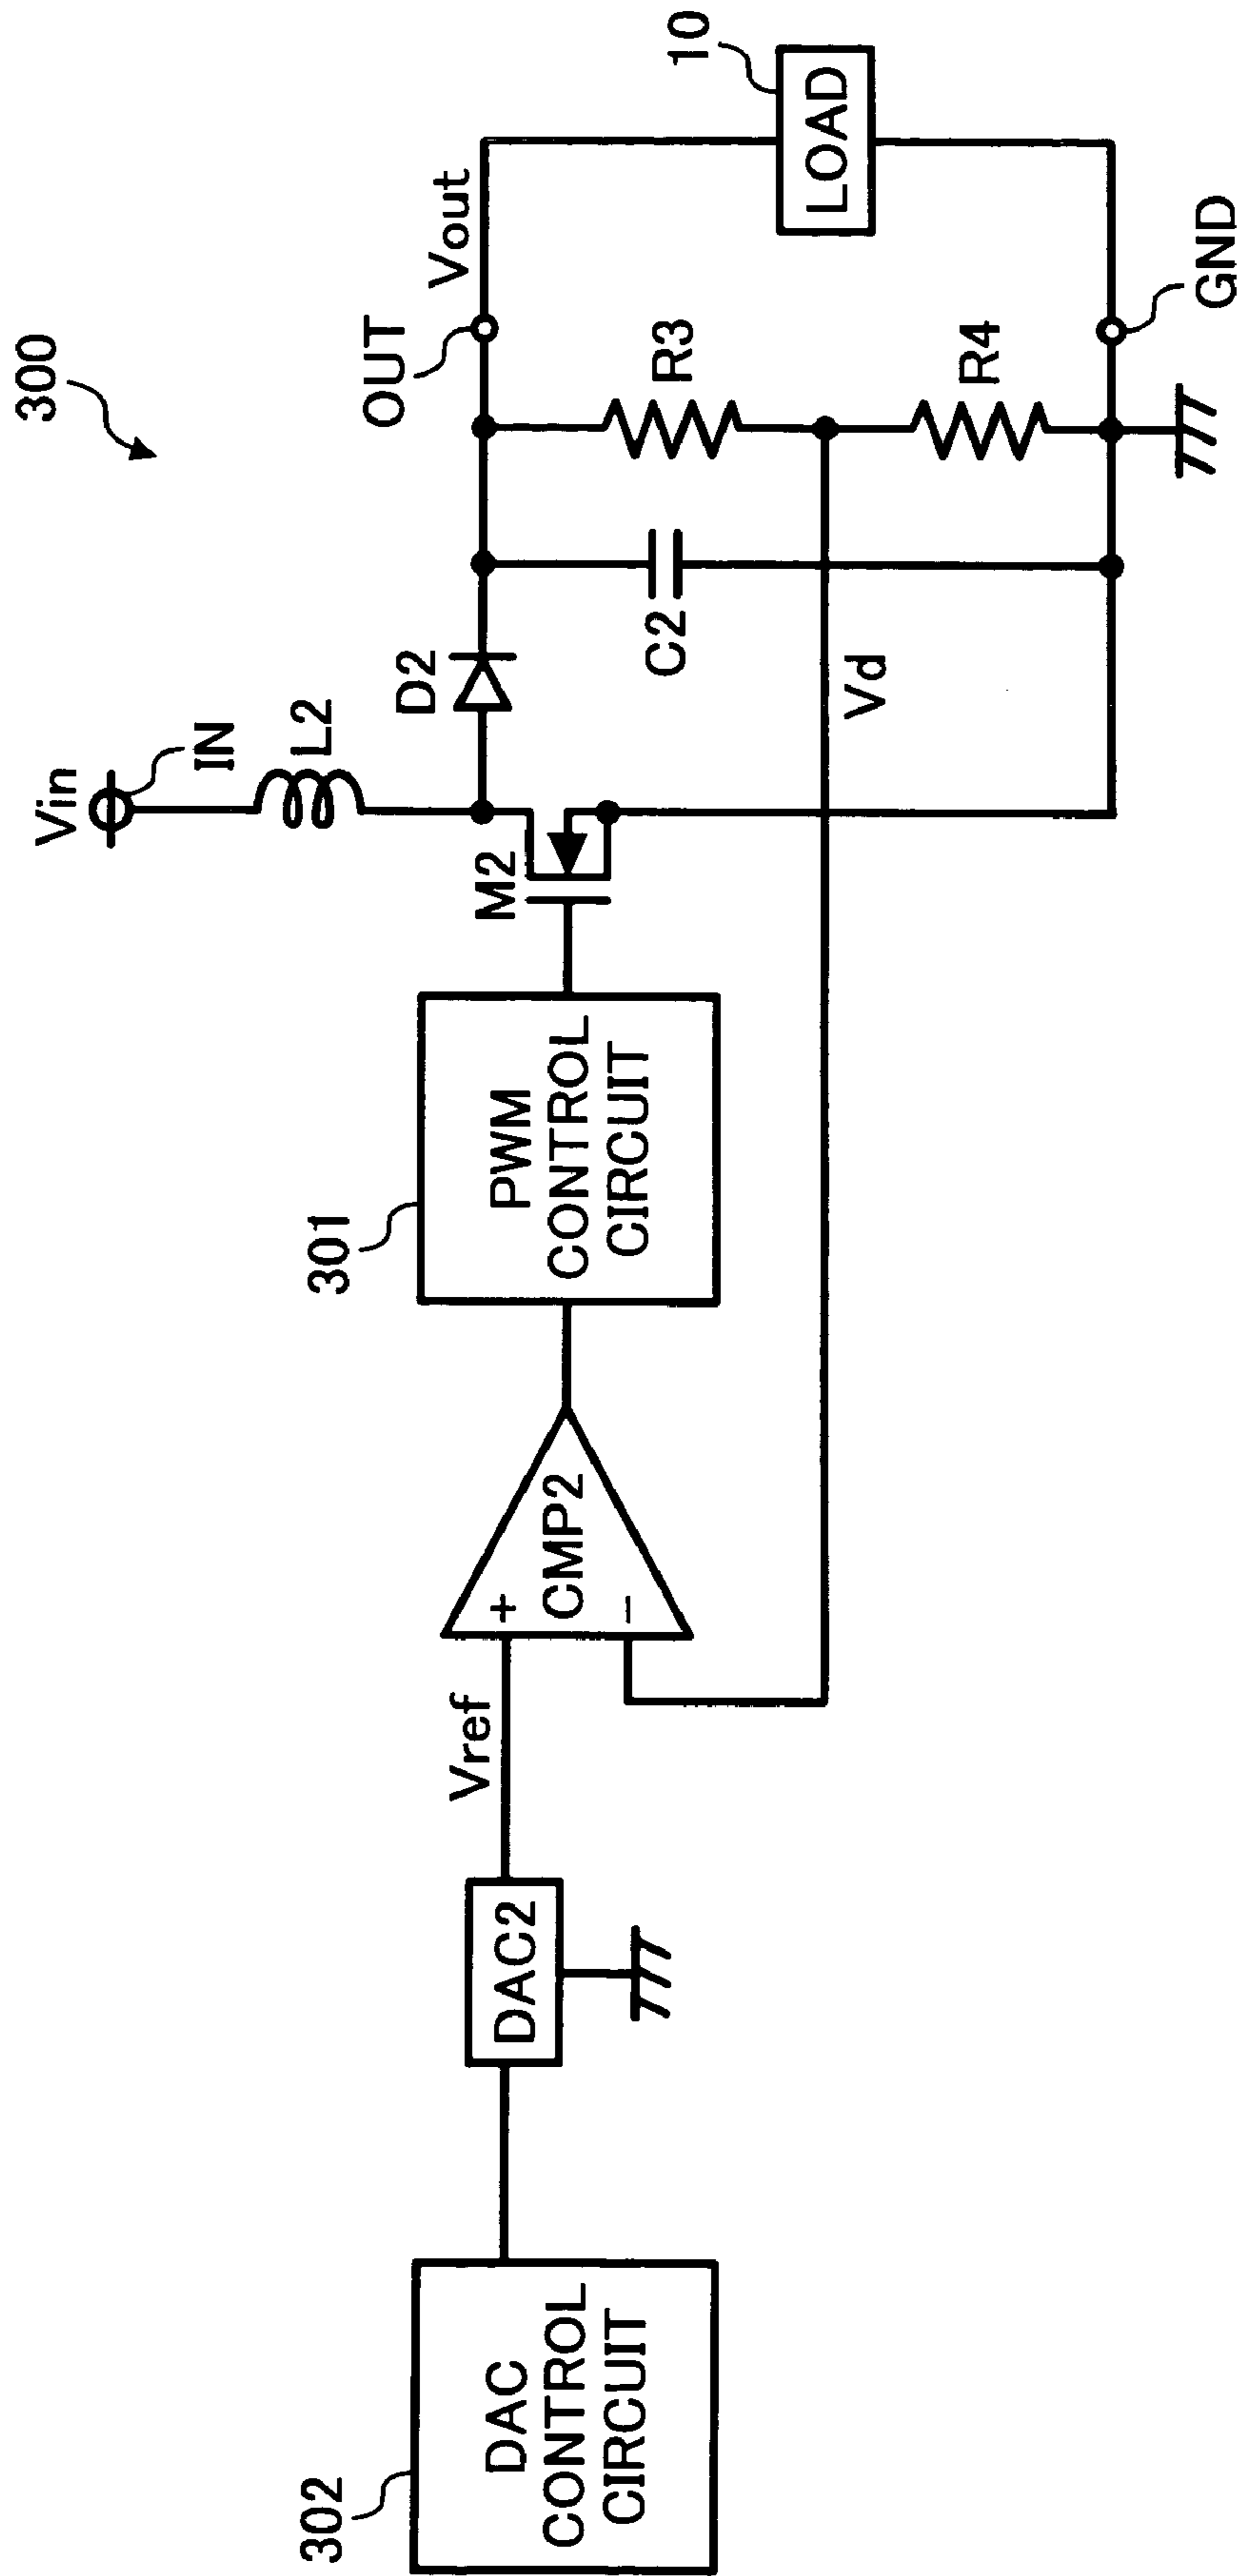 300
Vin
IN
L2
D2
OUT
Vout
10
LOAD
R3
R4
C2
Vd
GND
M2
301
PWM
CONTROL
CIRCUIT
CMP2
+
−
Vref
DAC2
302
DAC
CONTROL
CIRCUIT